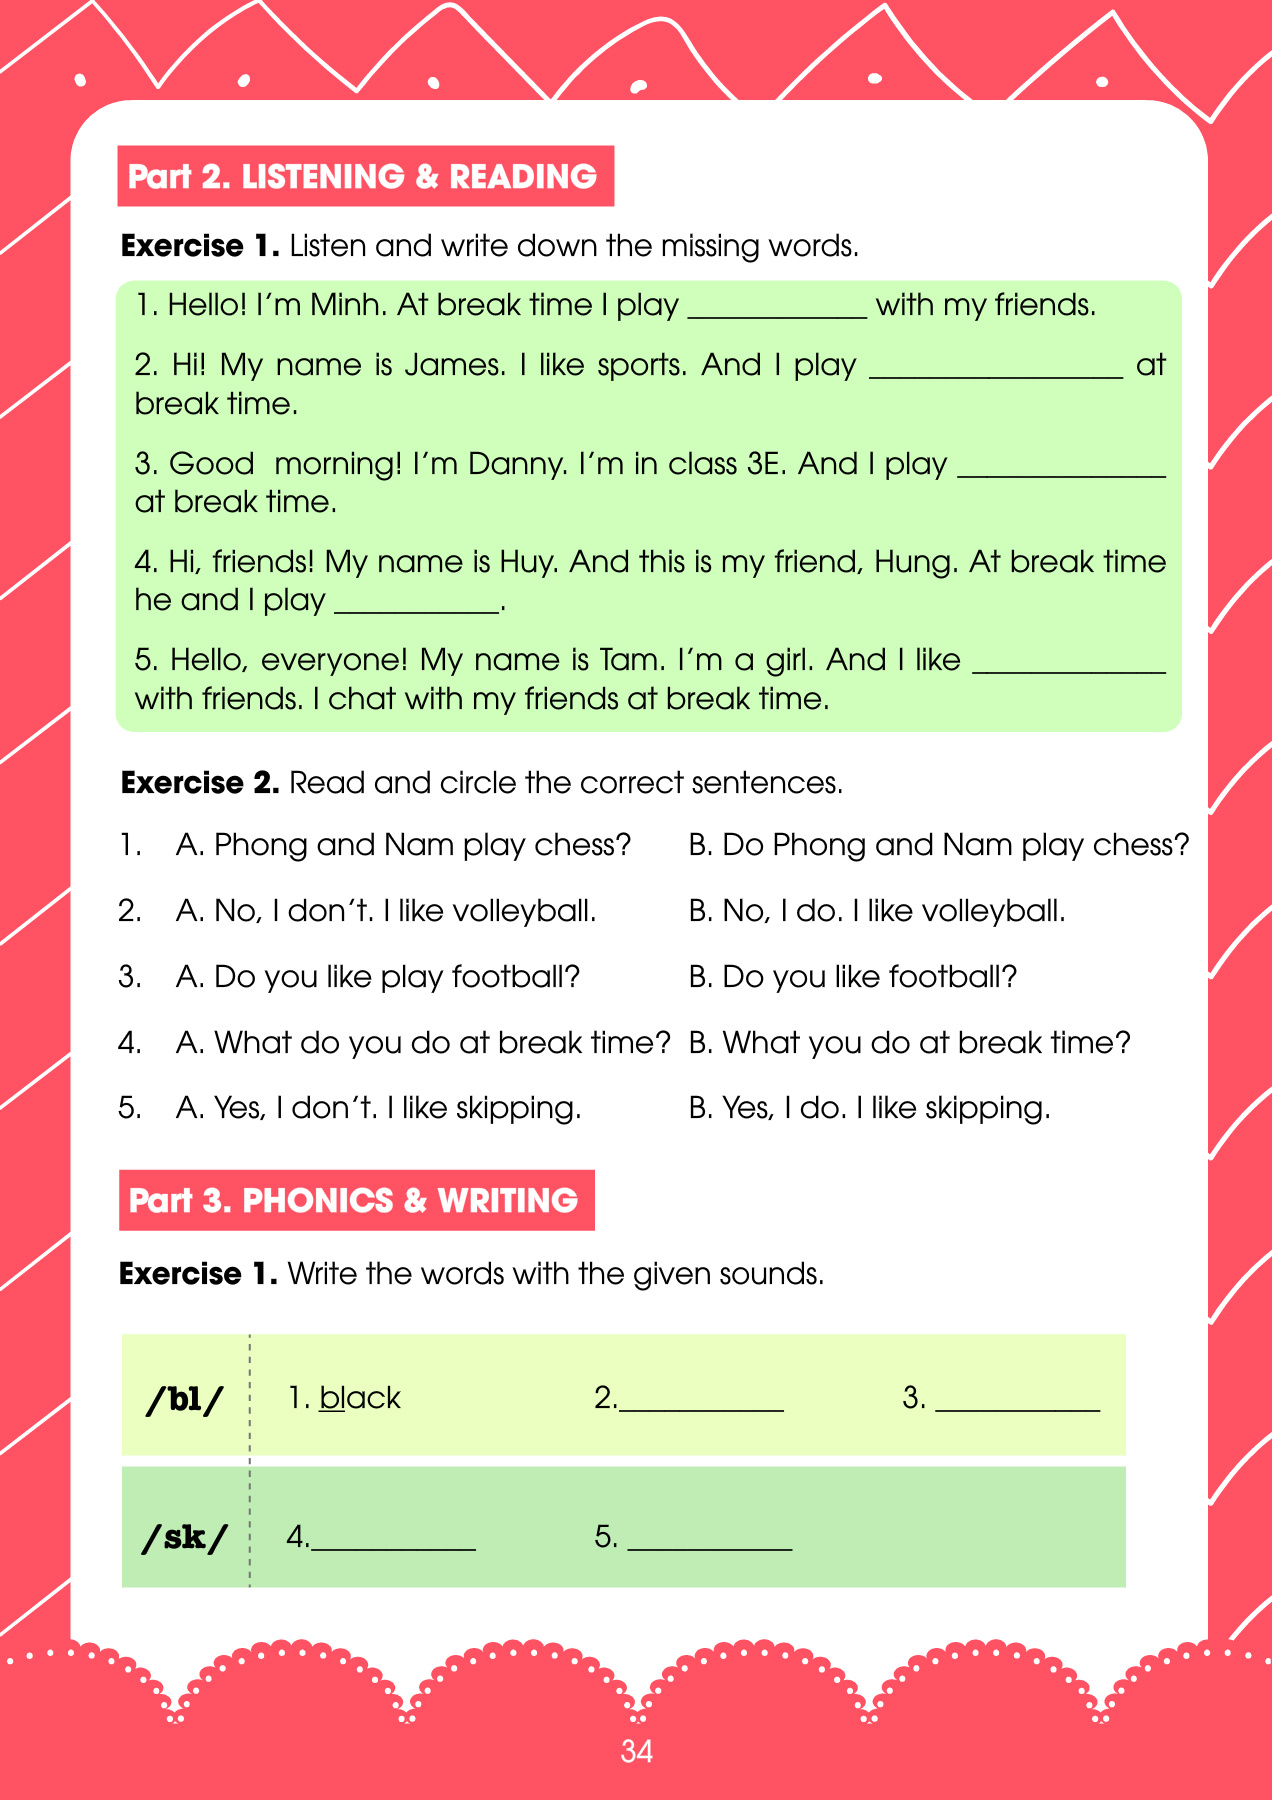 Part 2. LISTENING & READING
Exercise 1. Listen and write down the missing words.
1. Hello! I'm Minh. At break time I play ____________ with my friends.
2. Hi! My name is James. I like sports. And I play _________________ at
break time.
3. Good morning! I'm Danny. I'm in class 3E. And I play ______________
at break time.
4. Hi, friends! My name is Huy. And this is my friend, Hung. At break time
he and I play ___________.
5. Hello, everyone! My name is Tam. I'm a girl. And I like _____________
with friends. I chat with my friends at break time.
Exercise 2. Read and circle the correct sentences.
1. A. Phong and Nam play chess? B. Do Phong and Nam play chess?
2. A. No, I don't. I like volleyball. B. No, I do. I like volleyball.
3. A. Do you like play football? B. Do you like football?
4. A. What do you do at break time? B. What you do at break time?
5. A. Yes, I don't. I like skipping. B. Yes, I do. I like skipping.
Part 3. PHONICS & WRITING
Exercise 1. Write the words with the given sounds.
/bl/ 1. black 2.___________ 3. ___________
/sk/ 4.___________ 5. ___________
34